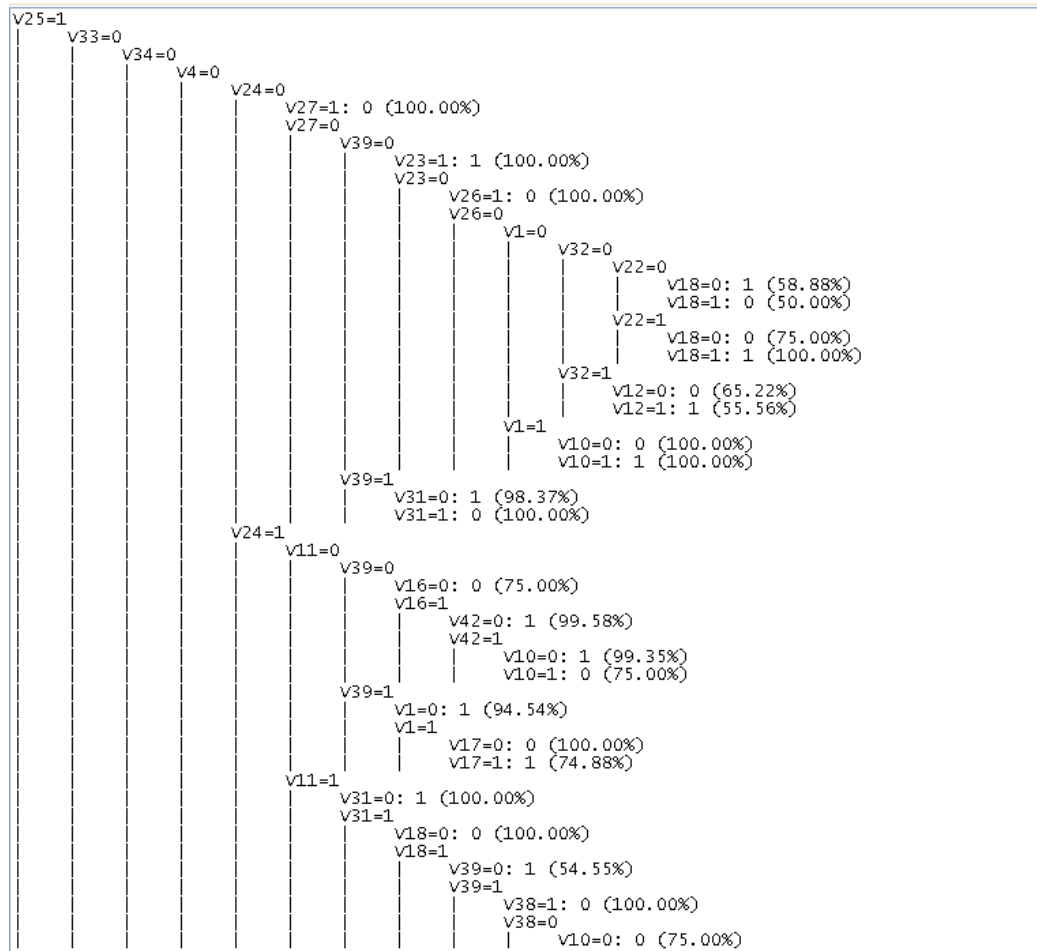 V25=1
V33=0
V34=0
V4=0
V24=0
V27=1: 0 (100.00%)
V27=0
V39=0
V23=1: 1 (100.00%)
V23=0
V26=1: 0 (100.00%)
V26=0
V1=0
V32=0
V22=0
V18=0: 1 (58.88%)
V18=1: 0 (50.00%)
V22=1
V18=0: 0 (75.00%)
V18=1: 1 (100.00%)
V32=1
V12=0: 0 (65.22%)
V12=1: 1 (55.56%)
V1=1
V10=0: 0 (100.00%)
V10=1: 1 (100.00%)
V39=1
V31=0: 1 (98.37%)
V31=1: 0 (100.00%)
V24=1
V11=0
V39=0
V16=0: 0 (75.00%)
V16=1
V42=0: 1 (99.58%)
V42=1
V10=0: 1 (99.35%)
V10=1: 0 (75.00%)
V39=1
V1=0: 1 (94.54%)
V1=1
V17=0: 0 (100.00%)
V17=1: 1 (74.88%)
V11=1
V31=0: 1 (100.00%)
V31=1
V18=0: 0 (100.00%)
V18=1
V39=0: 1 (54.55%)
V39=1
V38=1: 0 (100.00%)
V38=0
V10=0: 0 (75.00%)